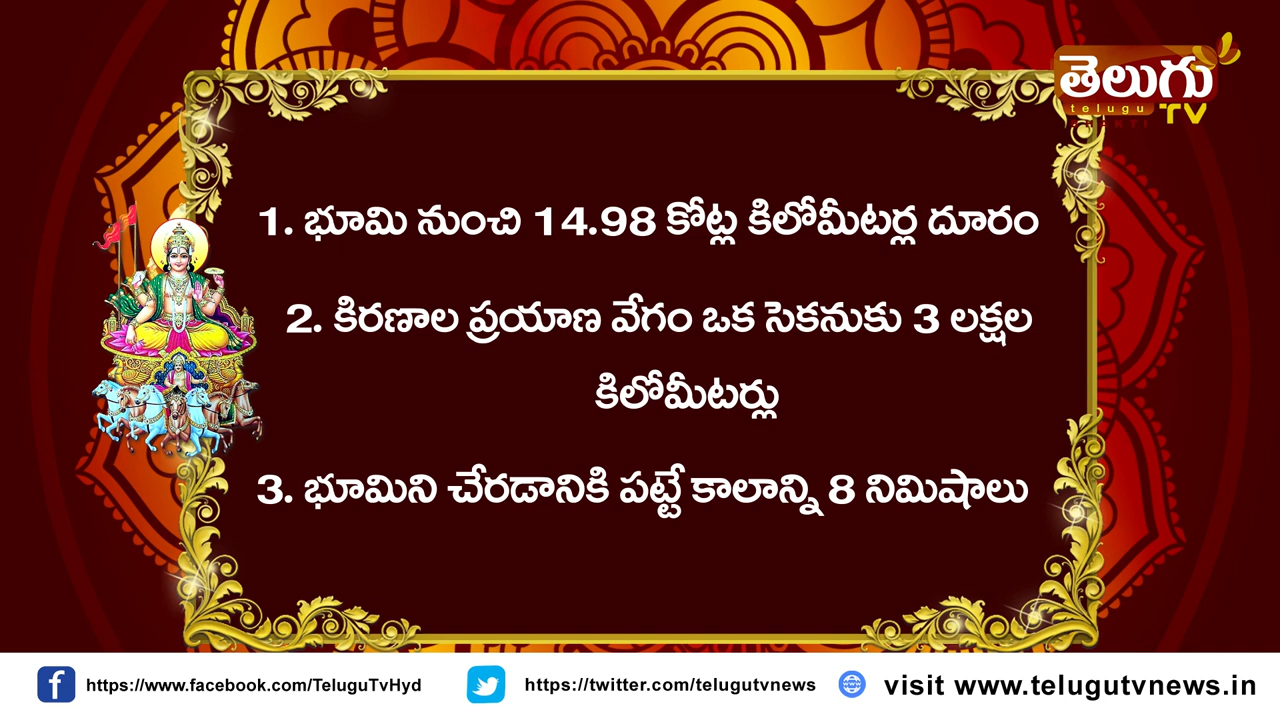 తెలుగు
telugu
TV
BHAKTI
1. భూమి నుంచి 14.98 కోట్ల కిలోమీటర్ల దూరం
2. కిరణాల ప్రయాణ వేగం ఒక సెకనుకు 3 లక్షల
కిలోమీటర్లు
3. భూమిని చేరడానికి పట్టే కాలాన్ని 8 నిమిషాలు
https://www.facebook.com/TeluguTvHyd
https://twitter.com/telugutvnews
visit www.telugutvnews.in